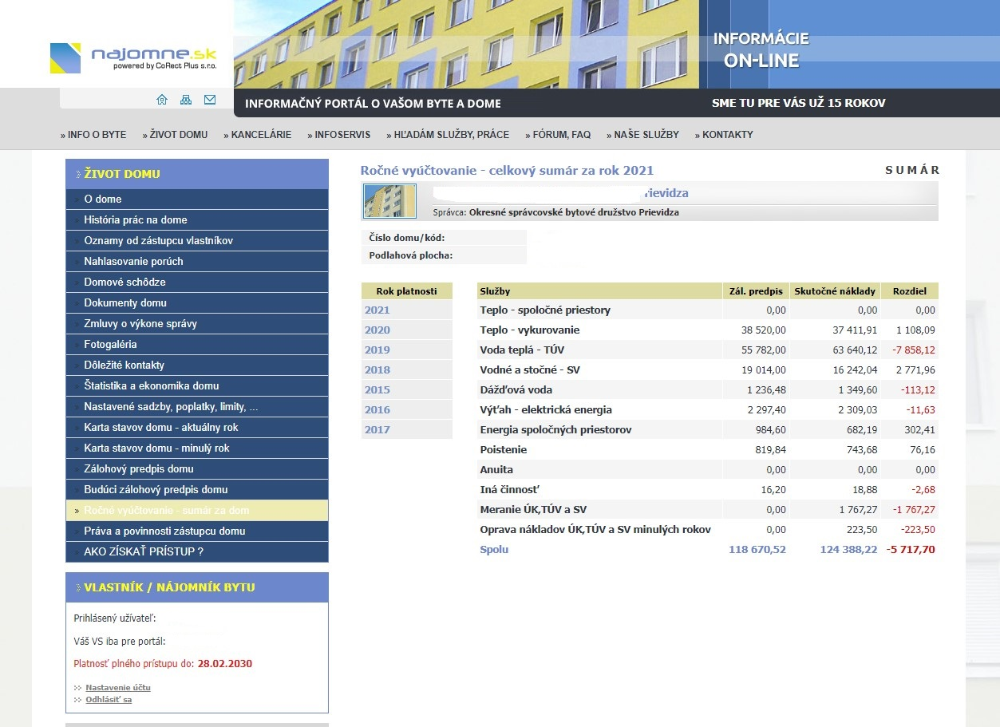 najomne.sk
powered by CoRect Plus s.r.o.
INFORMÁCIE
ON-LINE
INFORMAČNÝ PORTÁL O VAŠOM BYTE A DOME
SME TU PRE VÁS UŽ 15 ROKOV
» INFO O BYTE » ŽIVOT DOMU » KANCELÁRIE » INFOSERVIS » HĽADÁM SLUŽBY, PRÁCE » FÓRUM, FAQ » NAŠE SLUŽBY » KONTAKTY
ŽIVOT DOMU
O dome
História prác na dome
Oznamy od zástupcu vlastníkov
Nahlasovanie porúch
Domové schôdze
Dokumenty domu
Zmluvy o výkone správy
Fotogaléria
Dôležité kontakty
Štatistika a ekonomika domu
Nastavené sadzby, poplatky, limity, ...
Karta stavov domu - aktuálny rok
Karta stavov domu - minulý rok
Zálohový predpis domu
Budúci zálohový predpis domu
» Ročné vyúčtovanie - sumár za dom
Práva a povinnosti zástupcu domu
AKO ZÍSKAŤ PRÍSTUP ?
VLASTNÍK / NÁJOMNÍK BYTU
Prihlásený užívateľ:
Váš VS iba pre portál:
Platnosť plného prístupu do: 28.02.2030
Nastavenie účtu
Odhlásiť sa
Ročné vyúčtovanie - celkový sumár za rok 2021
SUMÁR
rievidza
Správca: Okresné správcovské bytové družstvo Prievidza
Číslo domu/kód:
Podlahová plocha:
Rok platnosti
2021
2020
2019
2018
2015
2016
2017
Služby Zál. predpis Skutočné náklady Rozdiel
Teplo - spoločné priestory 0,00 0,00 0,00
Teplo - vykurovanie 38 520,00 37 411,91 1 108,09
Voda teplá - TÚV 55 782,00 63 640,12 -7 858,12
Vodné a stočné - SV 19 014,00 16 242,04 2 771,96
Dážďová voda 1 236,48 1 349,60 -113,12
Výťah - elektrická energia 2 297,40 2 309,03 -11,63
Energia spoločných priestorov 984,60 682,19 302,41
Poistenie 819,84 743,68 76,16
Anuita 0,00 0,00 0,00
Iná činnosť 16,20 18,88 -2,68
Meranie ÚK,TÚV a SV 0,00 1 767,27 -1 767,27
Oprava nákladov ÚK,TÚV a SV minulých rokov 0,00 223,50 -223,50
Spolu 118 670,52 124 388,22 -5 717,70